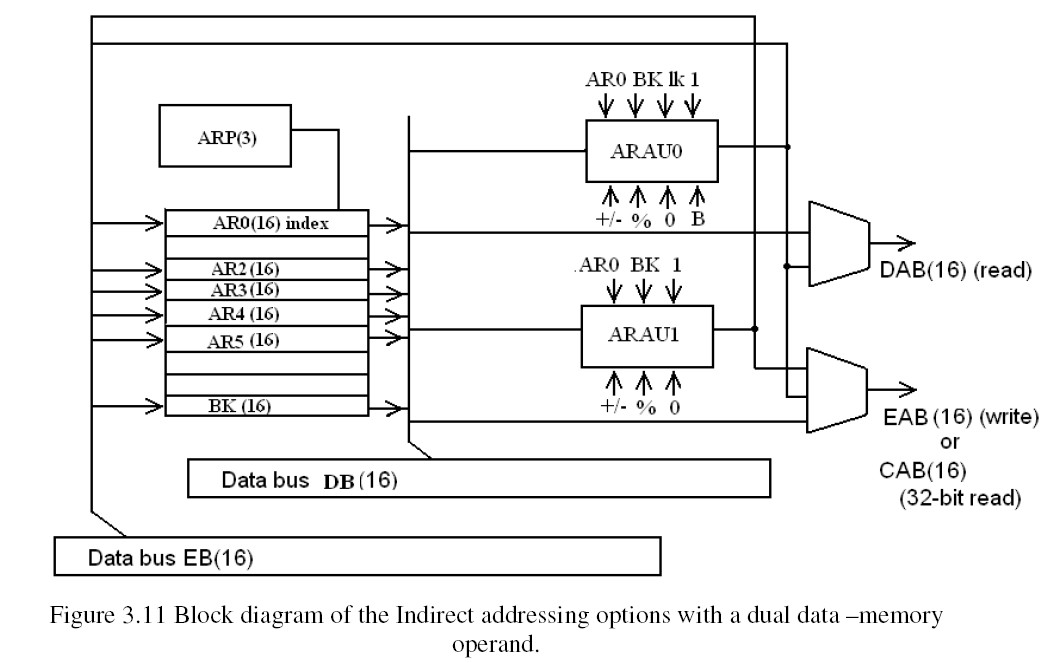 AR0 BK lk 1
ARP(3)
ARAU0
+/- % 0 B
AR0(16) index
AR2 (16)
AR3(16)
AR4 (16)
AR5 (16)
BK (16)
.AR0 BK 1
ARAU1
+/- % 0
DAB(16) (read)
EAB (16) (write)
or
CAB(16)
(32-bit read)
Data bus DB (16)
Data bus EB(16)
Figure 3.11 Block diagram of the Indirect addressing options with a dual data –memory
operand.